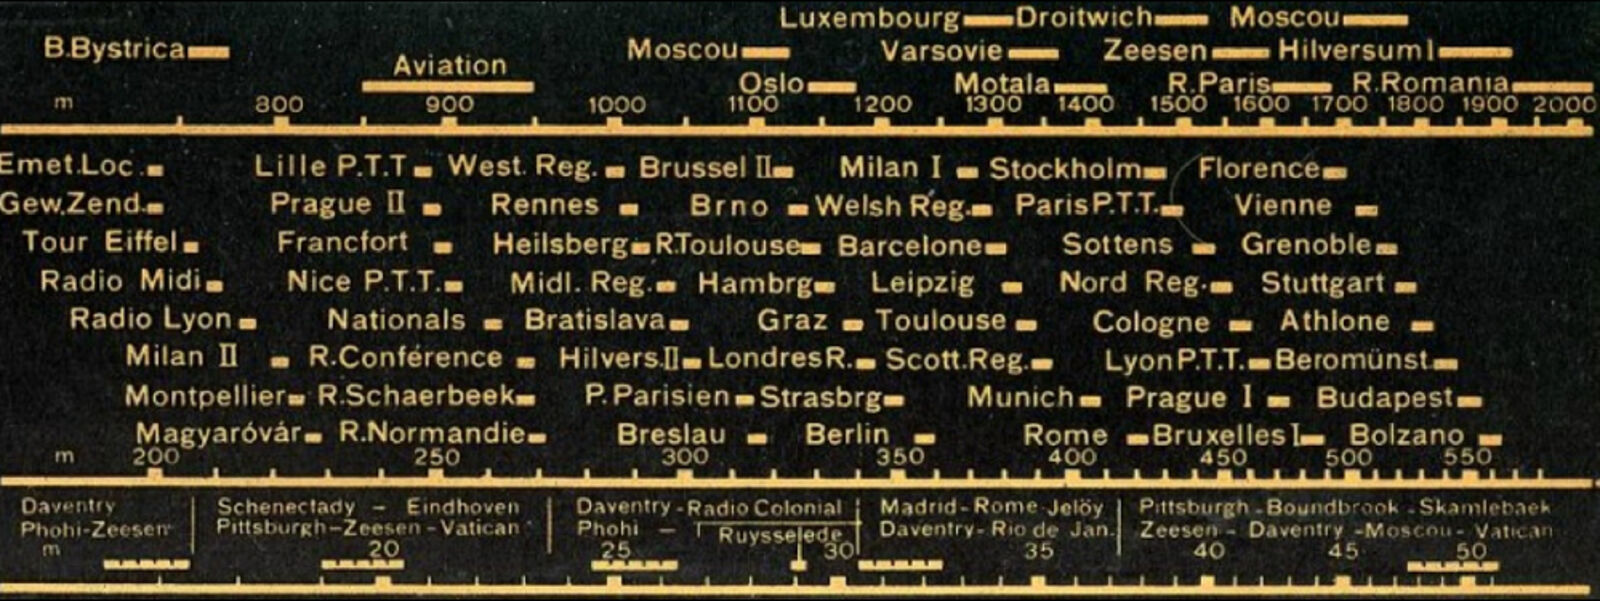 Luxembourg Droitwich Moscou
B.Bystrica Moscou Varsovie Zeesen Hilversum I
Aviation
Oslo Motala R.Paris R.Romania
m 800 900 1000 1100 1200 1300 1400 1500 1600 1700 1800 1900 2000
Emet.Loc. Lille P.T.T West. Reg. Brussel II Milan I Stockholm Florence
Gew.Zend. Prague II Rennes Brno Welsh Reg. Paris P.T.T. Vienne
Tour Eiffel Francfort Heilsberg R.Toulouse Barcelone Sottens Grenoble
Radio Midi Nice P.T.T. Midl. Reg. Hambrg Leipzig Nord Reg. Stuttgart
Radio Lyon Nationals Bratislava Graz Toulouse Cologne Athlone
Milan II R.Conférence Hilvers.II Londres R. Scott.Reg. Lyon P.T.T. Beromünst.
Montpellier R.Schaerbeek P.Parisien Strasbrg Munich Prague I Budapest
Magyaróvár R.Normandie Breslau Berlin Rome Bruxelles I Bolzano
m 200 250 300 350 400 450 500 550
Daventry Schenectady - Eindhoven Daventry-Radio Colonial Madrid-Rome-Jelöy Pittsburgh-Boundbrook-Skamlebaek
Phohi-Zeesen Pittsburgh-Zeesen-Vatican Phohi - Ruysselede Daventry-Rio de Jan. Zeesen - Daventry-Moscou-Vatican
m 20 25 30 35 40 45 50